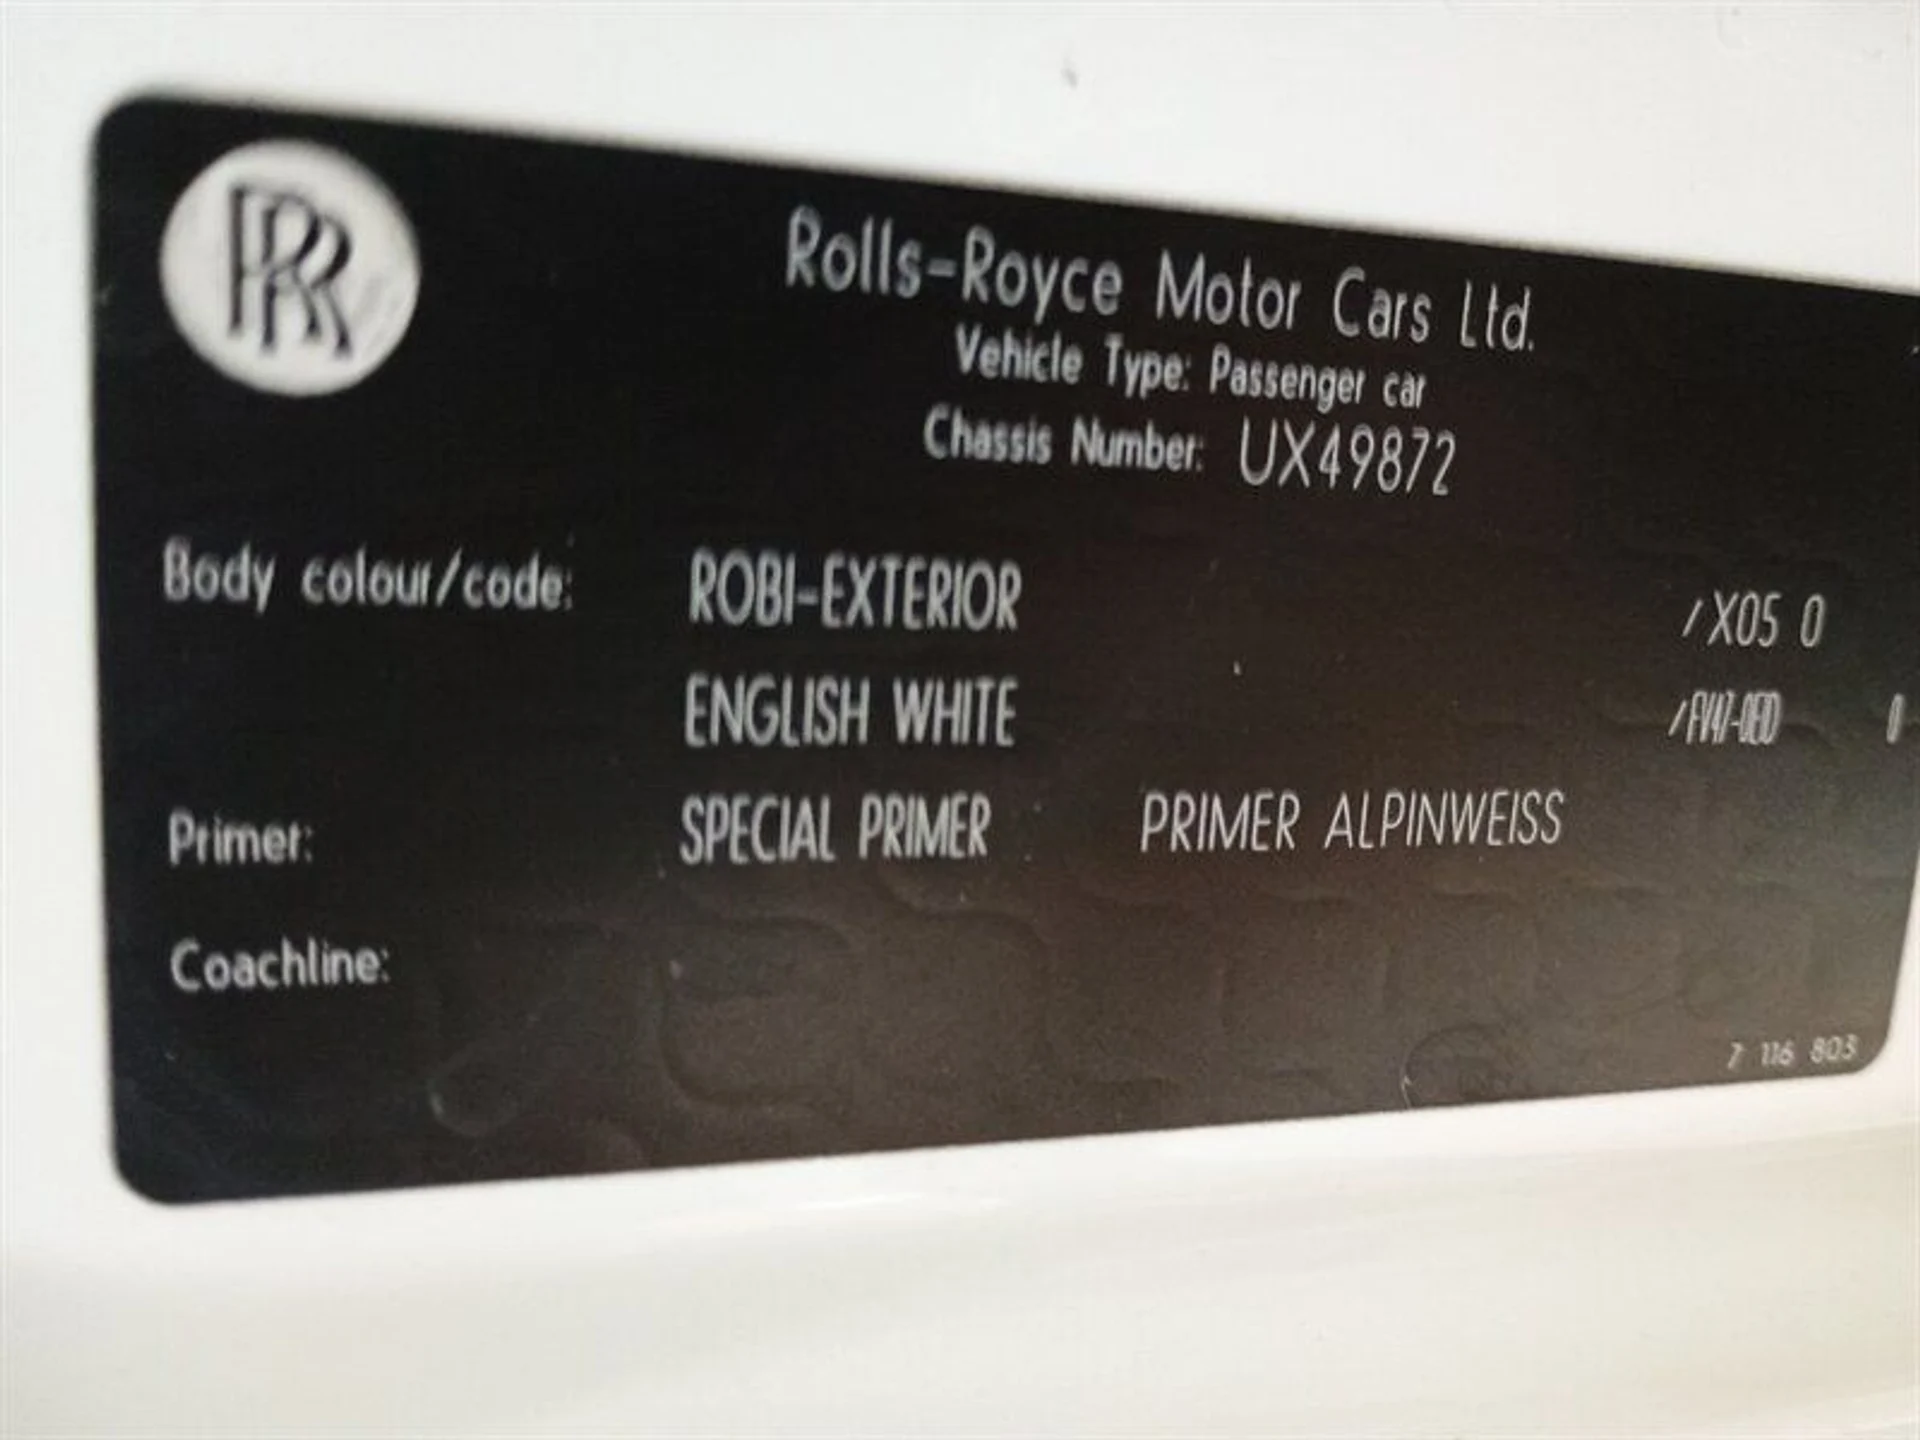 RR
Rolls-Royce Motor Cars Ltd.
Vehicle Type: Passenger car
Chassis Number: UX49872
Body colour/code: ROBI-EXTERIOR /X05 0
ENGLISH WHITE 0
Primer: SPECIAL PRIMER PRIMER ALPINWEISS
Coachline:
7 116 803